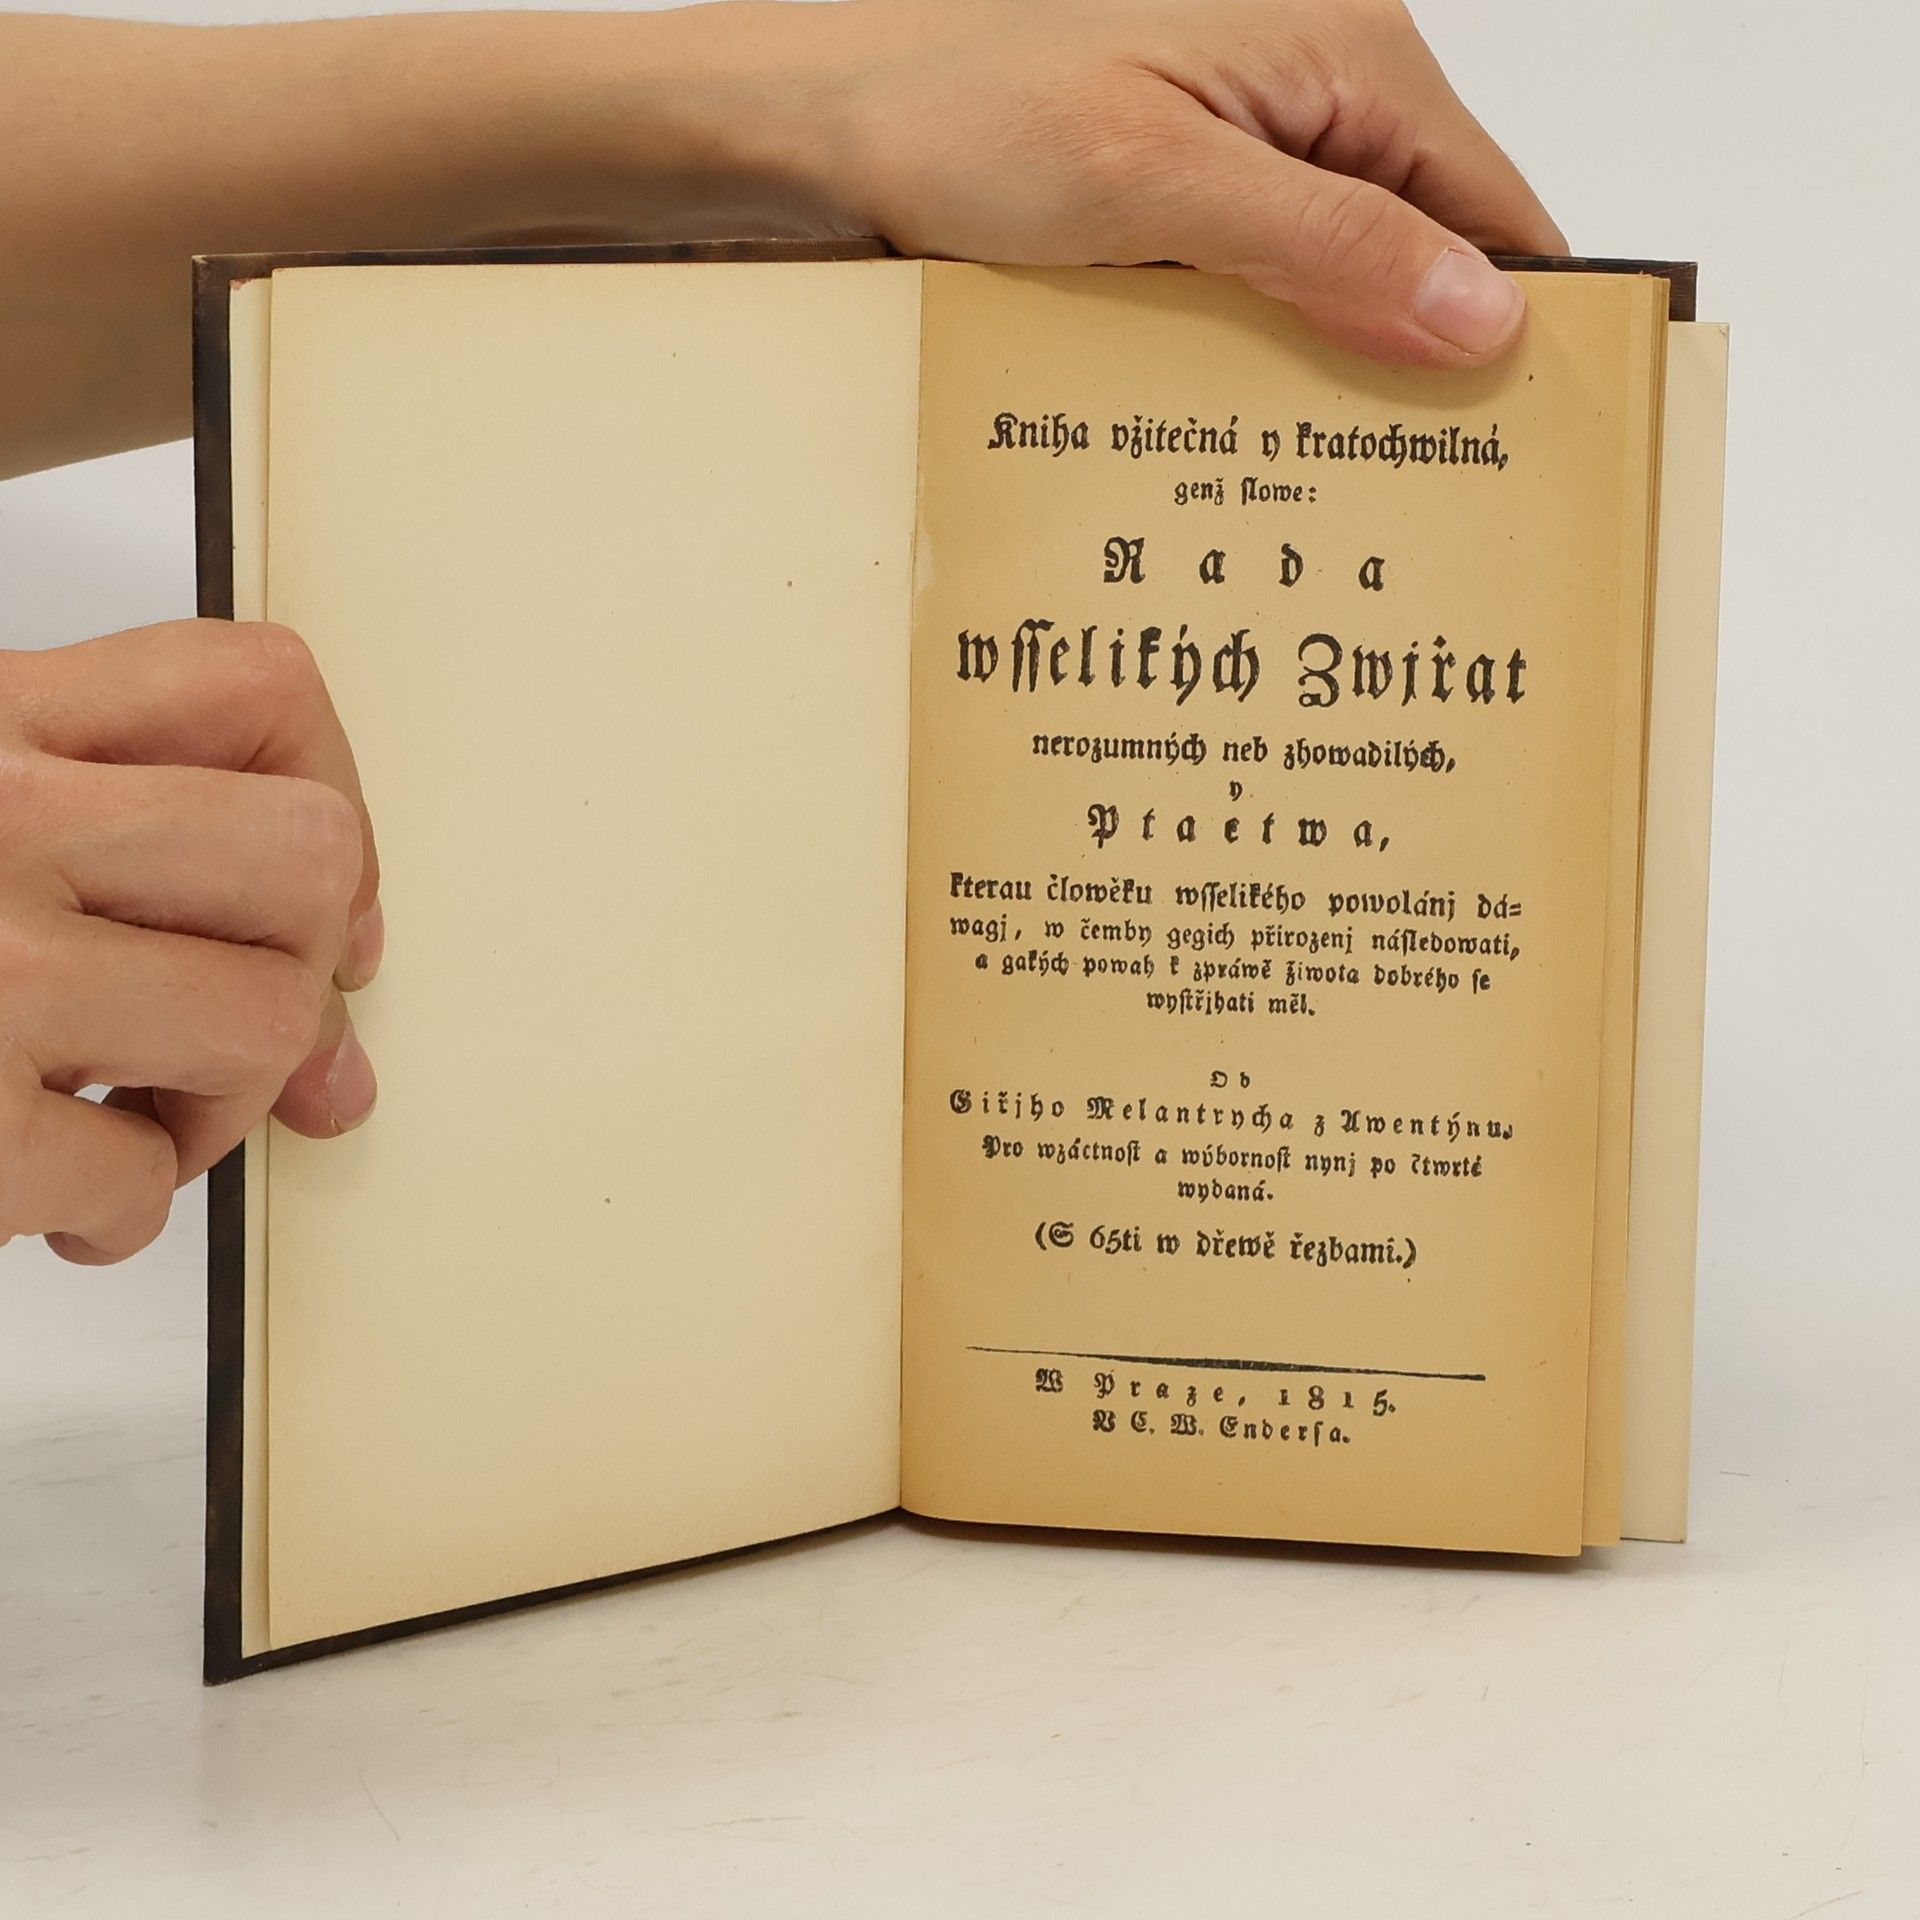 Kniha vžitečná y kratochwilná,
genž slowe:
Rada
wsselikých Zwjřat
nerozumných neb zhowadilých,
y
Ptactwa,
kterau člowěku wsselikého powolánj dá=
wagj, w čemby gegich přirozenj následowati,
a gakých powah k zpráwě žiwota dobrého se
wystřjhati měl.
Od
Giřjho Melantrycha z Awentýnu.
Pro wzáctnost a wýbornost nynj po čtwrté
wydaná.
(S 65ti w dřewě řezbami.)
W Praze, 1815.
V C. W. Endersa.